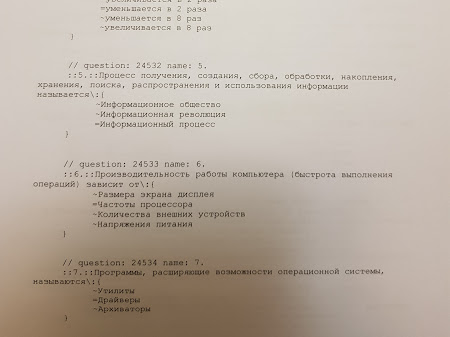 ~увеличивается в 2 раза
=уменьшается в 2 раза
~уменьшается в 8 раз
~увеличивается в 8 раз
}
// question: 24532 name: 5.
::5.::Процесс получения, создания, сбора, обработки, накопления,
хранения, поиска, распространения и использования информации
называется\:{
~Информационное общество
~Информационная революция
=Информационный процесс
}
// question: 24533 name: 6.
::6.::Производительность работы компьютера (быстрота выполнения
операций) зависит от\:{
~Размера экрана дисплея
=Частоты процессора
~Количества внешних устройств
~Напряжения питания
}
// question: 24534 name: 7.
::7.::Программы, расширяющие возможности операционной системы,
называются\:{
~Утилиты
=Драйверы
~Архиваторы
}